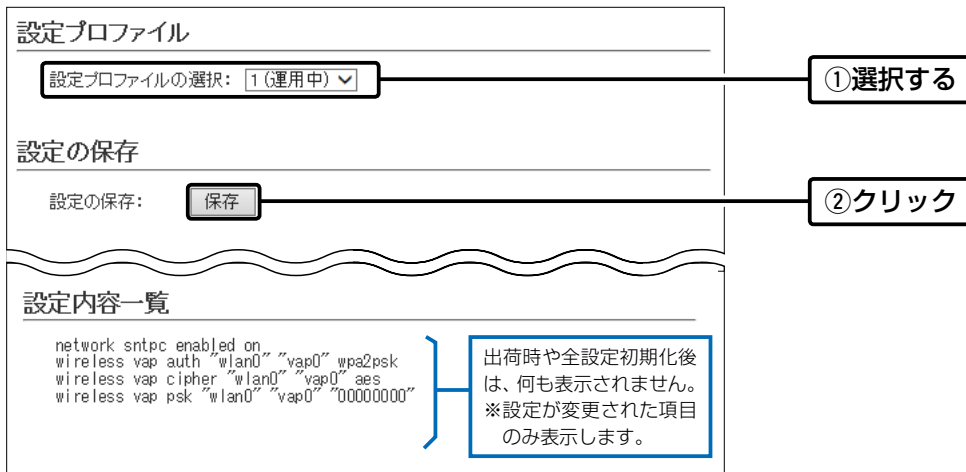 設定プロファイル
設定プロファイルの選択： 1（運用中）
①選択する
設定の保存
設定の保存： 保存
②クリック
設定内容一覧
network sntpc enabled on
wireless vap auth "wlan0" "vap0" wpa2psk
wireless vap cipher "wlan0" "vap0" aes
wireless vap psk "wlan0" "vap0" "00000000"
出荷時や全設定初期化後
は、何も表示されません。
※設定が変更された項目
のみ表示します。